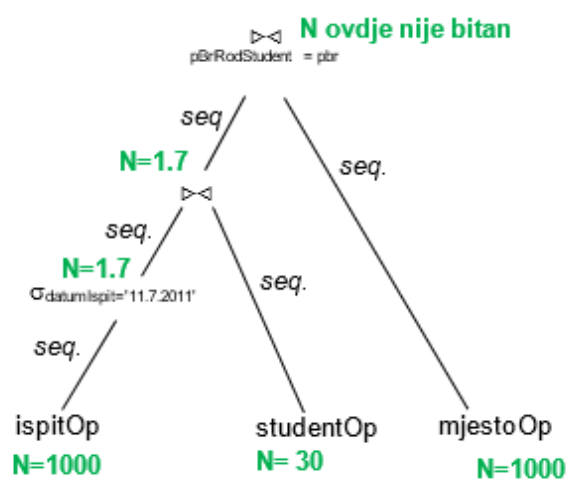 ⋈ N ovdje nije bitan
pBrRodStudent = pbr
seq
seq.
N=1.7
⋈
seq.
N=1.7
seq.
σdatumIspit='11.7.2011'
seq.
ispitOp studentOp mjestoOp
N=1000 N= 30 N=1000